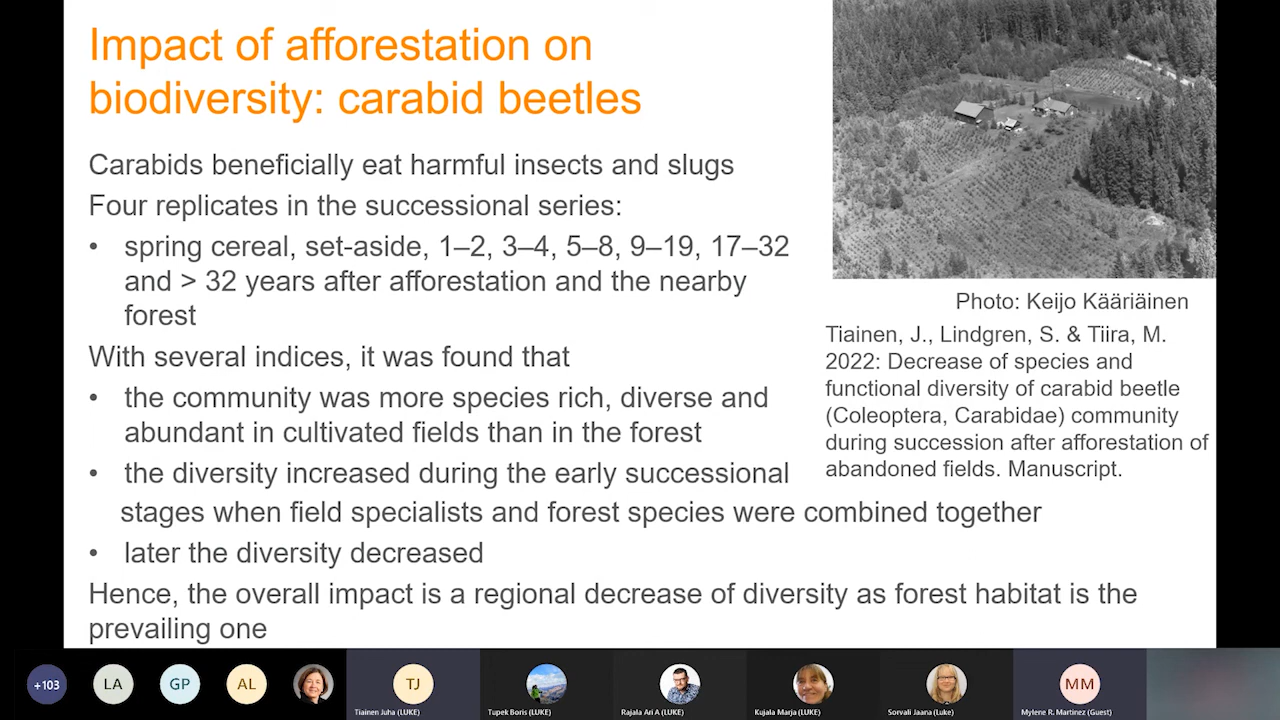 Impact of afforestation on
biodiversity: carabid beetles
Carabids beneficially eat harmful insects and slugs
Four replicates in the successional series:
• spring cereal, set-aside, 1–2, 3–4, 5–8, 9–19, 17–32
and > 32 years after afforestation and the nearby
forest
With several indices, it was found that
• the community was more species rich, diverse and
abundant in cultivated fields than in the forest
• the diversity increased during the early successional
stages when field specialists and forest species were combined together
• later the diversity decreased
Hence, the overall impact is a regional decrease of diversity as forest habitat is the
prevailing one
Photo: Keijo Kääriäinen
Tiainen, J., Lindgren, S. & Tiira, M.
2022: Decrease of species and
functional diversity of carabid beetle
(Coleoptera, Carabidae) community
during succession after afforestation of
abandoned fields. Manuscript.
+103
LA
GP
AL
TJ
Tiainen Juha (LUKE)
Tupek Boris (LUKE)
Rajala Ari A (LUKE)
Kujala Marja (LUKE)
Sorvali Jaana (Luke)
MM
Mylene R. Martinez (Guest)